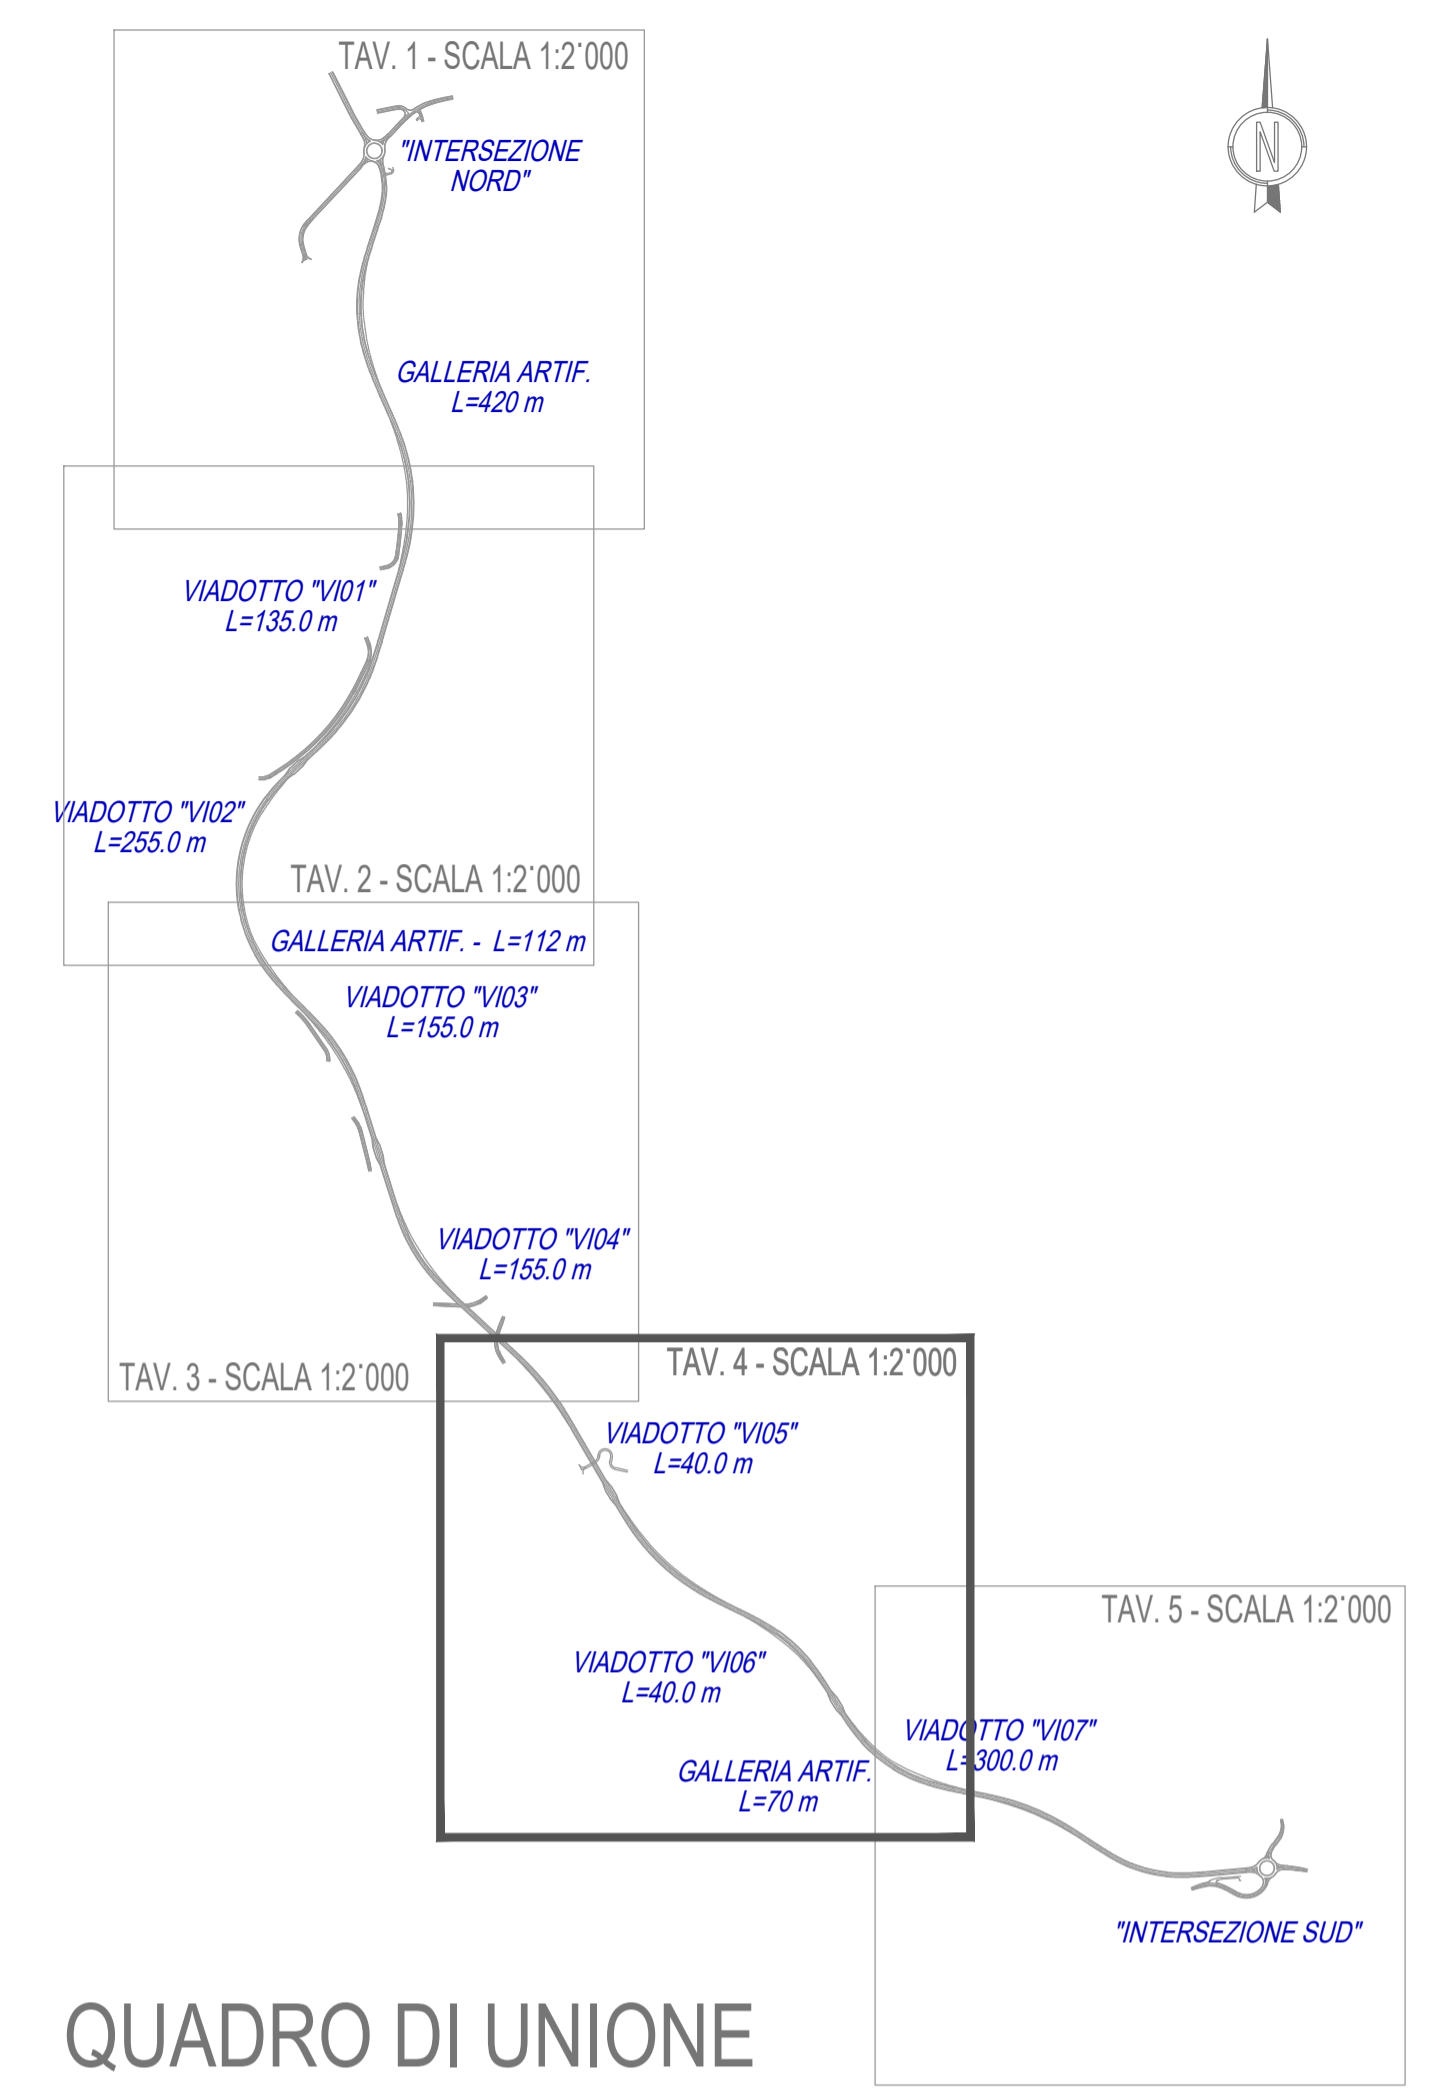 TAV. 1 - SCALA 1:2˙000
N
"INTERSEZIONE
NORD"
GALLERIA ARTIF.
L=420 m
VIADOTTO "VI01"
L=135.0 m
VIADOTTO "VI02"
L=255.0 m
TAV. 2 - SCALA 1:2˙000
GALLERIA ARTIF. - L=112 m
VIADOTTO "VI03"
L=155.0 m
VIADOTTO "VI04"
L=155.0 m
TAV. 3 - SCALA 1:2˙000
TAV. 4 - SCALA 1:2˙000
VIADOTTO "VI05"
L=40.0 m
TAV. 5 - SCALA 1:2˙000
VIADOTTO "VI06"
L=40.0 m
VIADOTTO "VI07"
L=300.0 m
GALLERIA ARTIF.
L=70 m
"INTERSEZIONE SUD"
QUADRO DI UNIONE